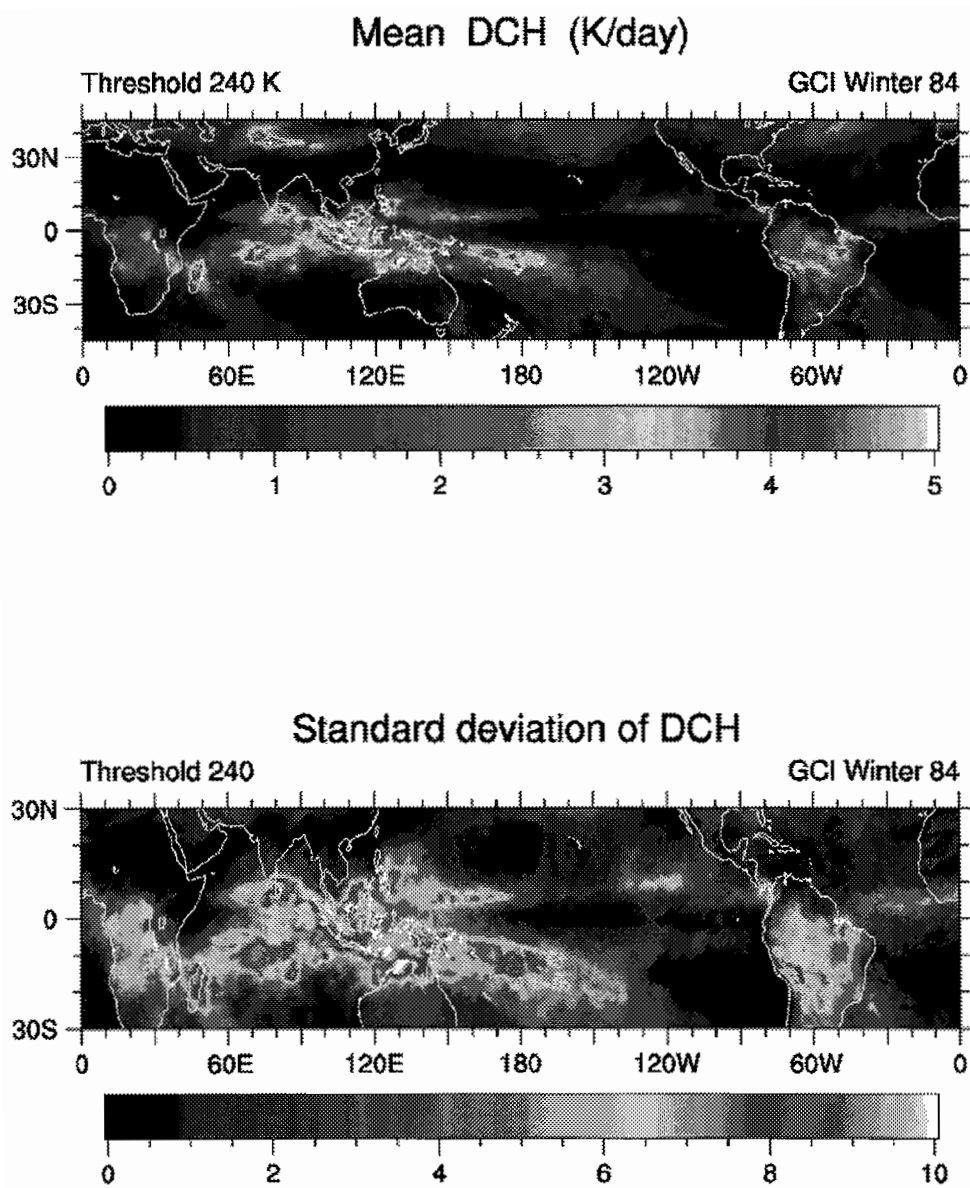 Mean DCH (K/day)
Threshold 240 K GCI Winter 84
30N
0
30S
0 60E 120E 180 120W 60W 0
0 1 2 3 4 5
Standard deviation of DCH
Threshold 240 GCI Winter 84
30N
0
30S
0 60E 120E 180 120W 60W 0
0 2 4 6 8 10